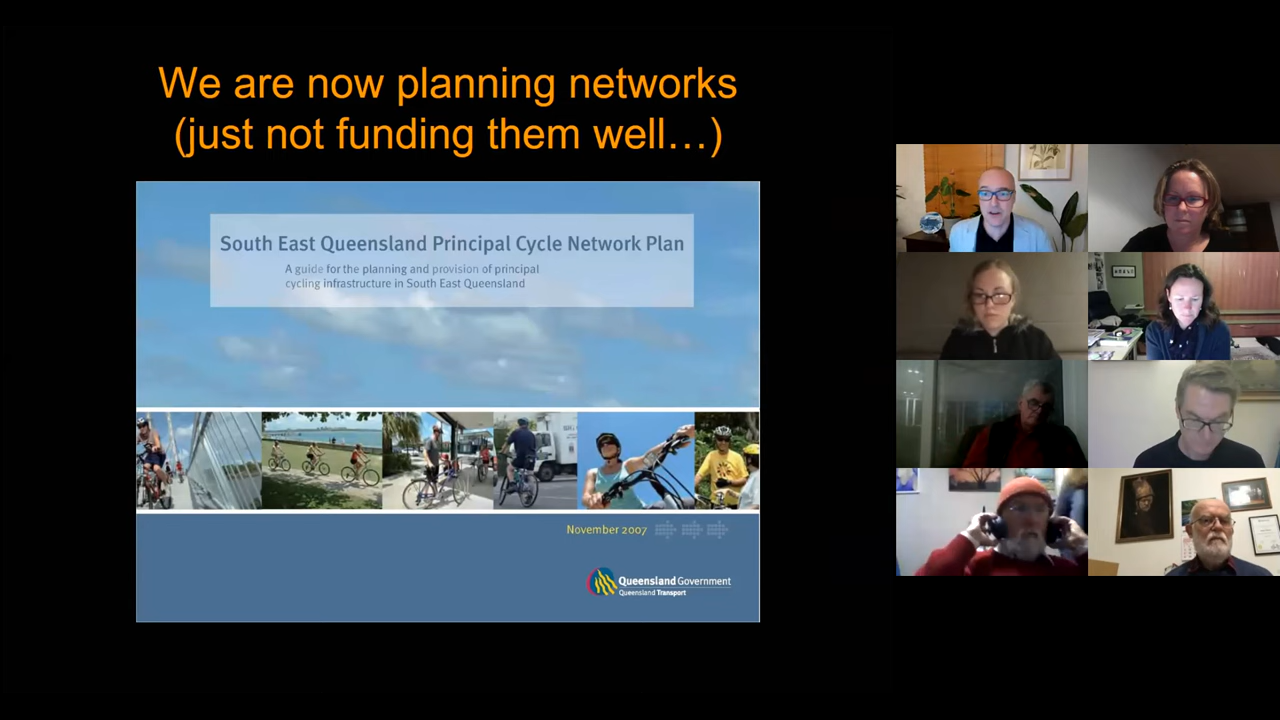 We are now planning networks
(just not funding them well…)
South East Queensland Principal Cycle Network Plan
A guide for the planning and provision of principal
cycling infrastructure in South East Queensland
November 2007
Queensland Government
Queensland Transport